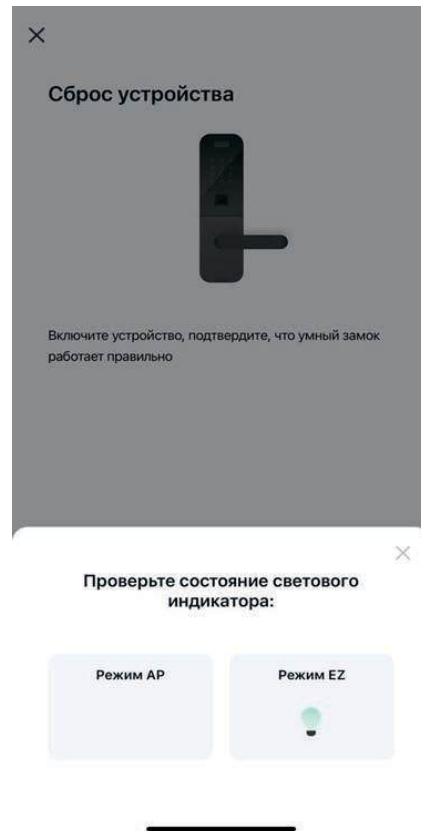 Сброс устройства
Включите устройство, подтвердите, что умный замок
работает правильно
Проверьте состояние светового
индикатора:
Режим AP
Режим EZ